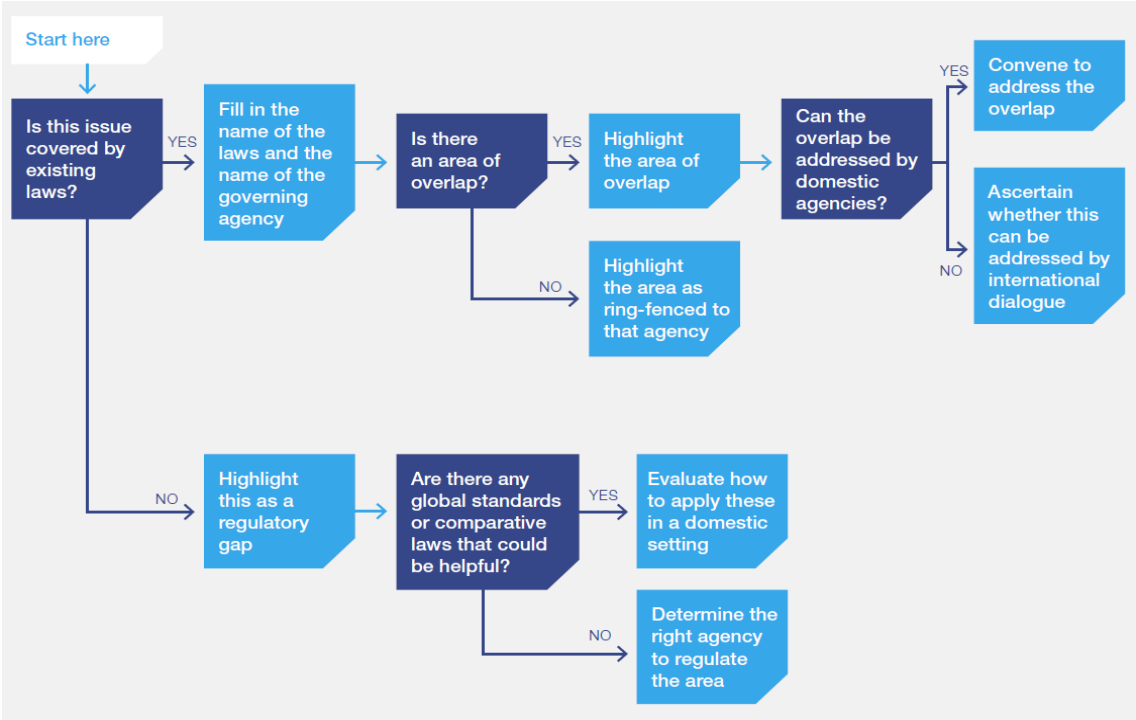 Start here
Is this issue
covered by
existing
laws?
YES
Fill in the
name of the
laws and the
name of the
governing
agency
Is there
an area of
overlap?
YES
Highlight
the area of
overlap
Can the
overlap be
addressed by
domestic
agencies?
YES
Convene to
address the
overlap
NO
Ascertain
whether this
can be
addressed by
international
dialogue
NO
Highlight
the area as
ring-fenced to
that agency
NO
Highlight
this as a
regulatory
gap
Are there any
global standards
or comparative
laws that could
be helpful?
YES
Evaluate how
to apply these
in a domestic
setting
NO
Determine the
right agency
to regulate
the area